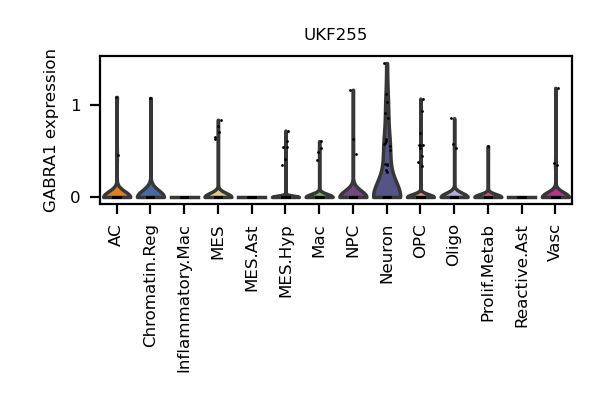 UKF255
GABRA1 expression
1
0
AC
Chromatin.Reg
Inflammatory.Mac
MES
MES.Ast
MES.Hyp
Mac
NPC
Neuron
OPC
Oligo
Prolif.Metab
Reactive.Ast
Vasc